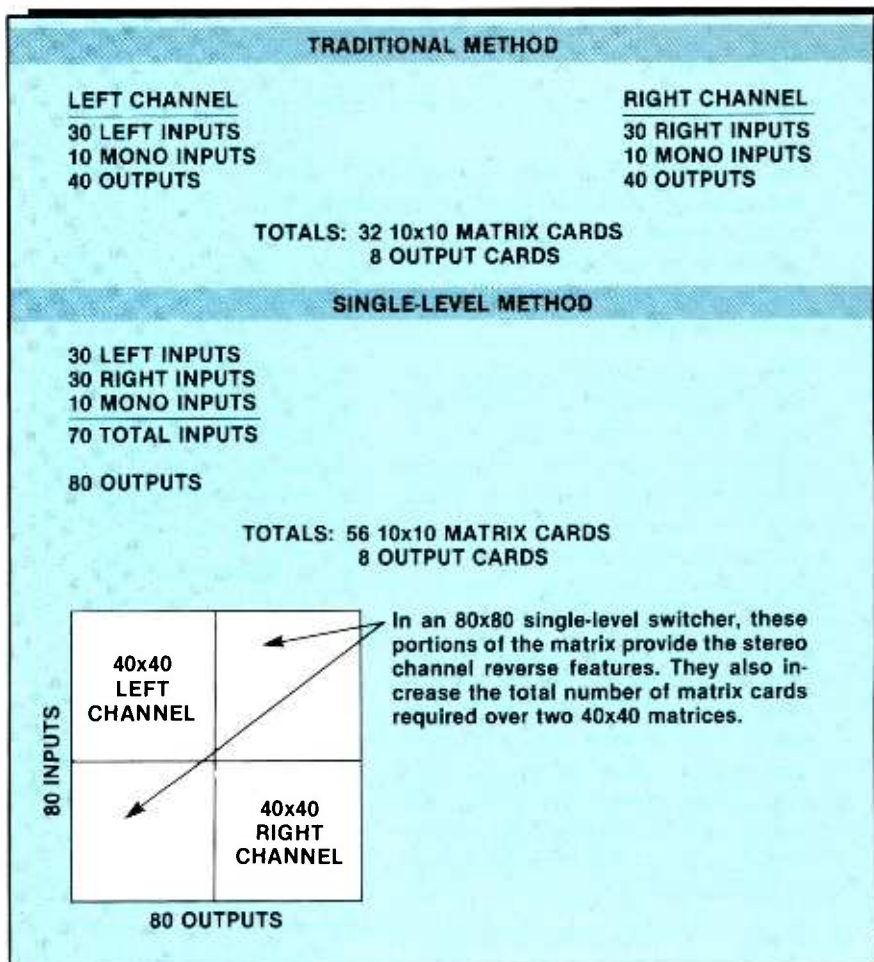 TRADITIONAL METHOD
LEFT CHANNEL
30 LEFT INPUTS
10 MONO INPUTS
40 OUTPUTS
RIGHT CHANNEL
30 RIGHT INPUTS
10 MONO INPUTS
40 OUTPUTS
TOTALS: 32 10x10 MATRIX CARDS
8 OUTPUT CARDS
SINGLE-LEVEL METHOD
30 LEFT INPUTS
30 RIGHT INPUTS
10 MONO INPUTS
70 TOTAL INPUTS
80 OUTPUTS
TOTALS: 56 10x10 MATRIX CARDS
8 OUTPUT CARDS
80 INPUTS
40x40
LEFT
CHANNEL
40x40
RIGHT
CHANNEL
80 OUTPUTS
In an 80x80 single-level switcher, these
portions of the matrix provide the stereo
channel reverse features. They also in-
crease the total number of matrix cards
required over two 40x40 matrices.